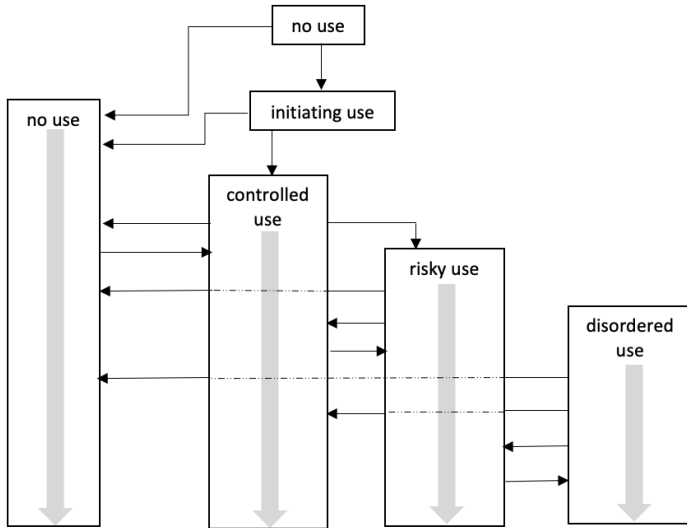 no use
initiating use
no use
controlled
use
risky use
disordered
use